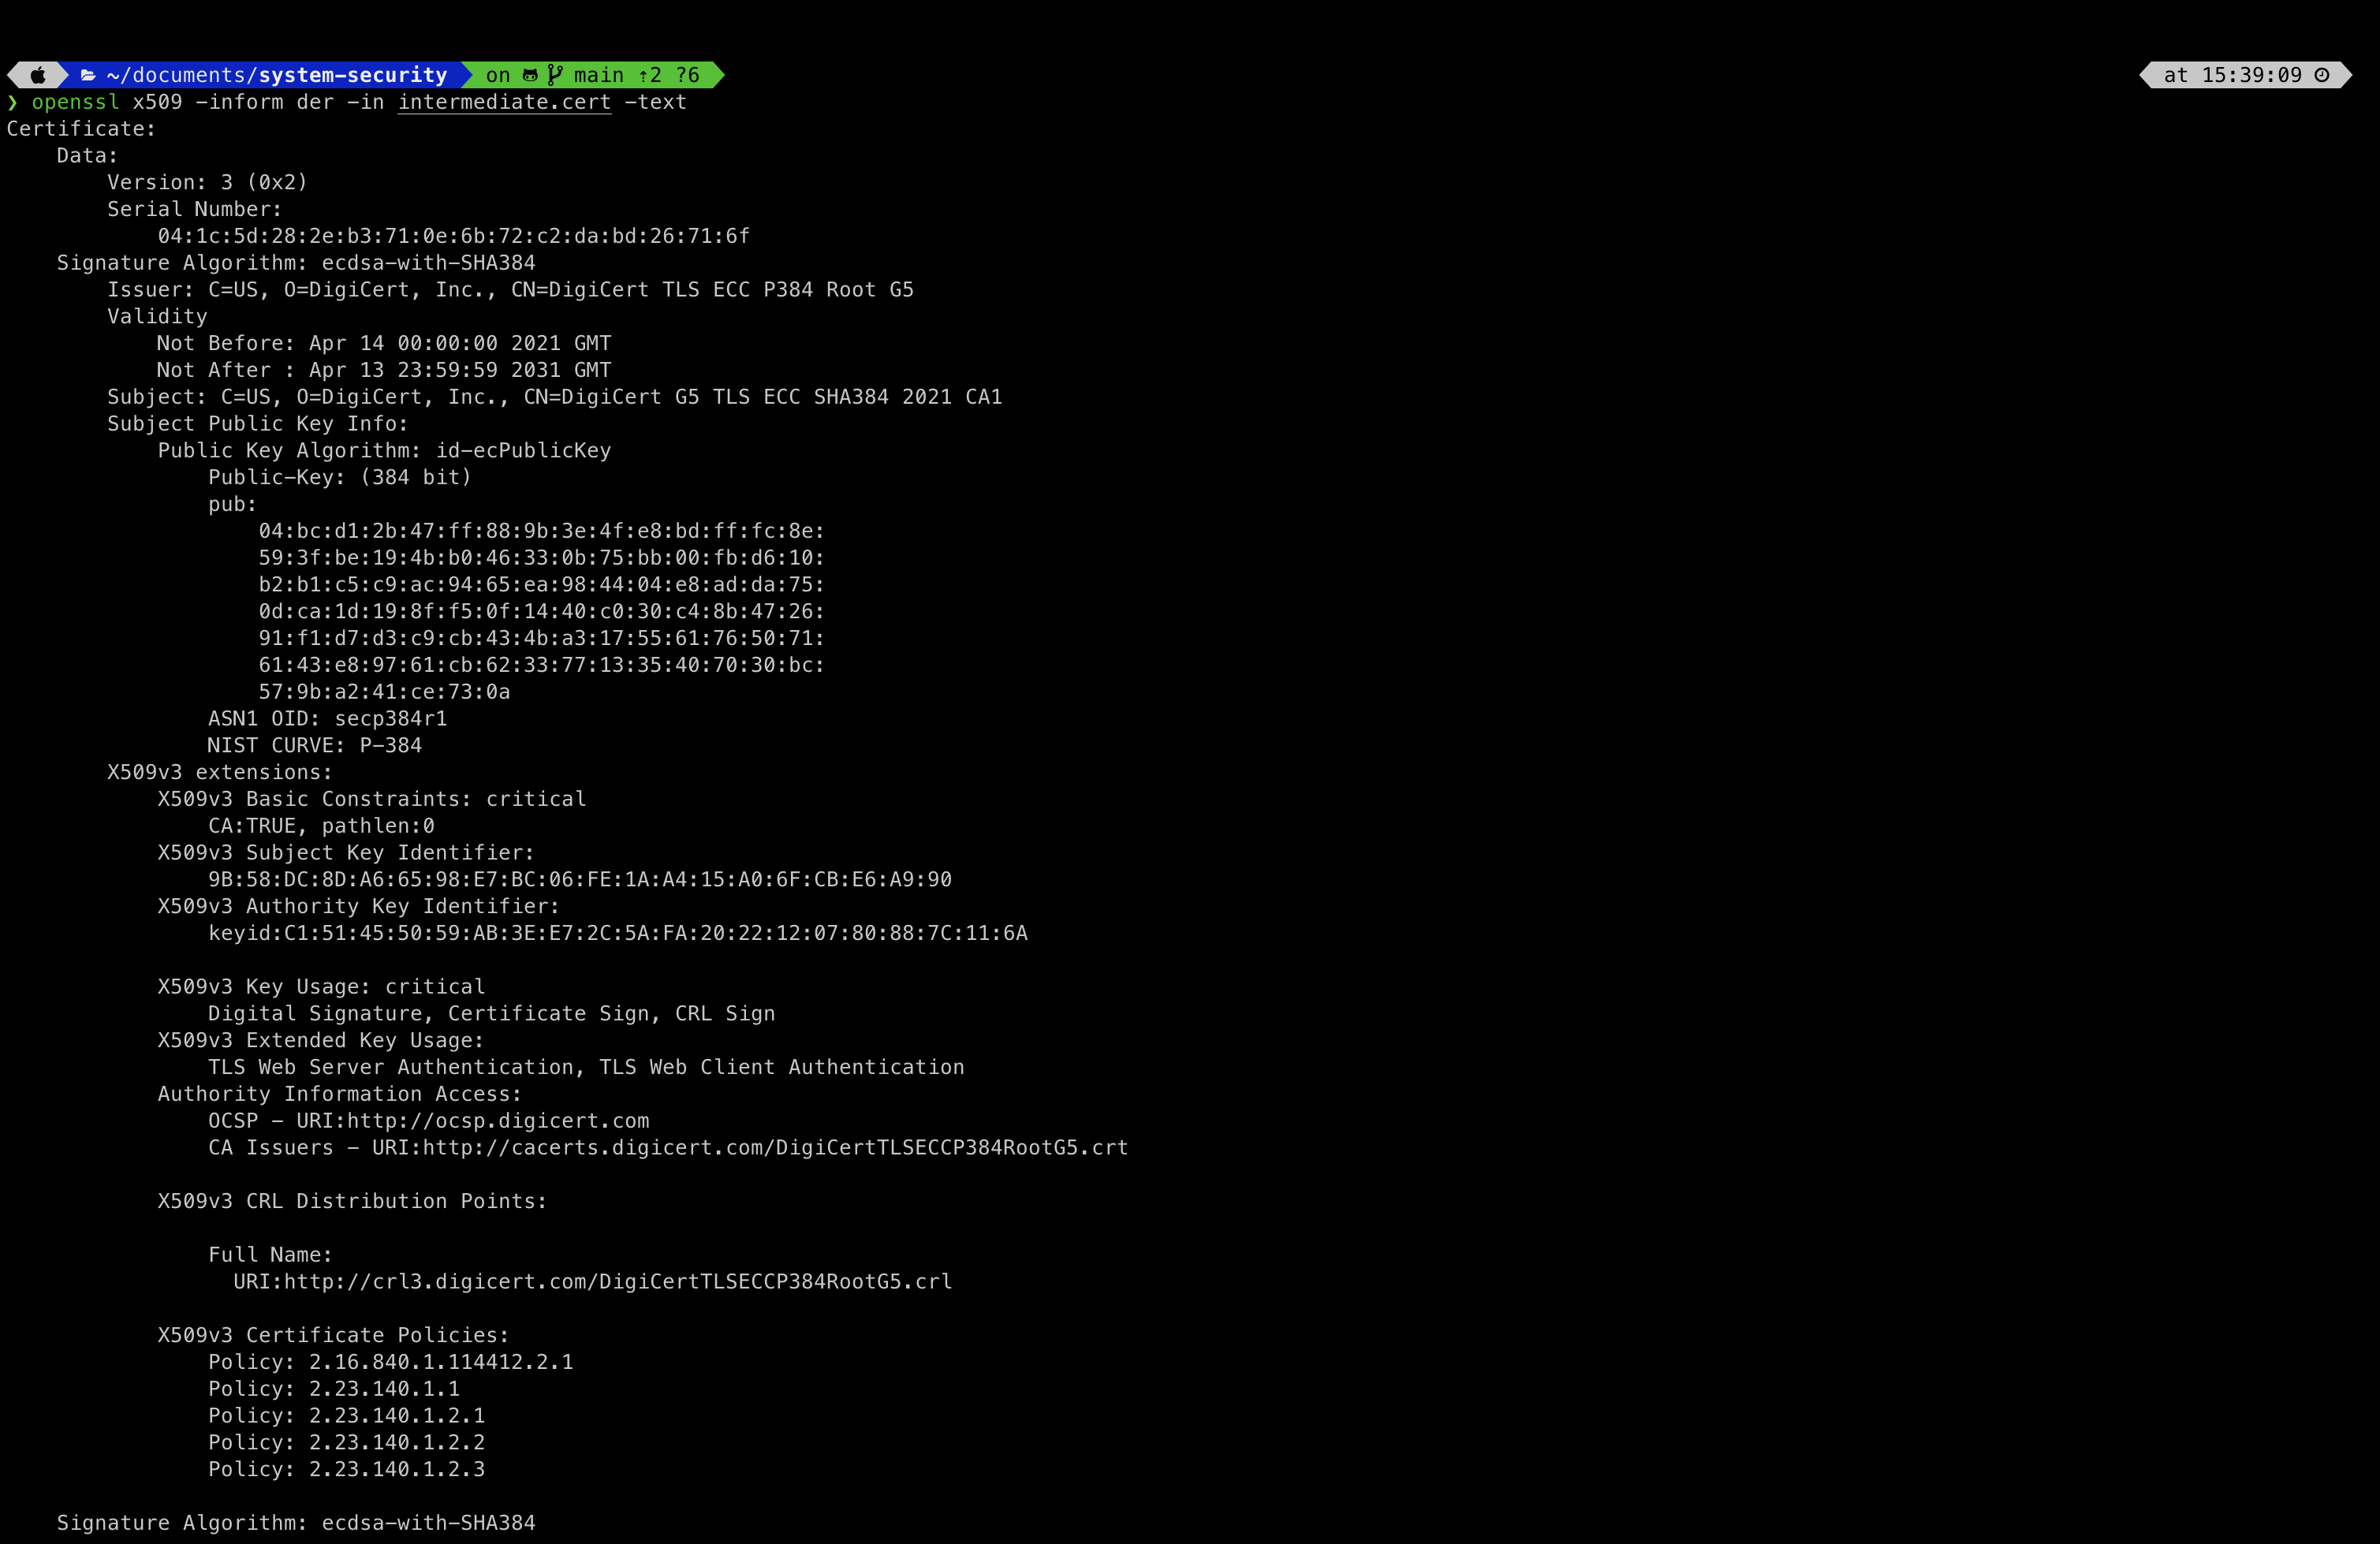 ~/documents/system-security on main ⇡2 ?6 at 15:39:09
❯ openssl x509 -inform der -in intermediate.cert -text
Certificate:
    Data:
        Version: 3 (0x2)
        Serial Number:
            04:1c:5d:28:2e:b3:71:0e:6b:72:c2:da:bd:26:71:6f
    Signature Algorithm: ecdsa-with-SHA384
        Issuer: C=US, O=DigiCert, Inc., CN=DigiCert TLS ECC P384 Root G5
        Validity
            Not Before: Apr 14 00:00:00 2021 GMT
            Not After : Apr 13 23:59:59 2031 GMT
        Subject: C=US, O=DigiCert, Inc., CN=DigiCert G5 TLS ECC SHA384 2021 CA1
        Subject Public Key Info:
            Public Key Algorithm: id-ecPublicKey
                Public-Key: (384 bit)
                pub:
                    04:bc:d1:2b:47:ff:88:9b:3e:4f:e8:bd:ff:fc:8e:
                    59:3f:be:19:4b:b0:46:33:0b:75:bb:00:fb:d6:10:
                    b2:b1:c5:c9:ac:94:65:ea:98:44:04:e8:ad:da:75:
                    0d:ca:1d:19:8f:f5:0f:14:40:c0:30:c4:8b:47:26:
                    91:f1:d7:d3:c9:cb:43:4b:a3:17:55:61:76:50:71:
                    61:43:e8:97:61:cb:62:33:77:13:35:40:70:30:bc:
                    57:9b:a2:41:ce:73:0a
                ASN1 OID: secp384r1
                NIST CURVE: P-384
        X509v3 extensions:
            X509v3 Basic Constraints: critical
                CA:TRUE, pathlen:0
            X509v3 Subject Key Identifier:
                9B:58:DC:8D:A6:65:98:E7:BC:06:FE:1A:A4:15:A0:6F:CB:E6:A9:90
            X509v3 Authority Key Identifier:
                keyid:C1:51:45:50:59:AB:3E:E7:2C:5A:FA:20:22:12:07:80:88:7C:11:6A
            X509v3 Key Usage: critical
                Digital Signature, Certificate Sign, CRL Sign
            X509v3 Extended Key Usage:
                TLS Web Server Authentication, TLS Web Client Authentication
            Authority Information Access:
                OCSP - URI:http://ocsp.digicert.com
                CA Issuers - URI:http://cacerts.digicert.com/DigiCertTLSECCP384RootG5.crt
            X509v3 CRL Distribution Points:
                Full Name:
                  URI:http://crl3.digicert.com/DigiCertTLSECCP384RootG5.crl
            X509v3 Certificate Policies:
                Policy: 2.16.840.1.114412.2.1
                Policy: 2.23.140.1.1
                Policy: 2.23.140.1.2.1
                Policy: 2.23.140.1.2.2
                Policy: 2.23.140.1.2.3
    Signature Algorithm: ecdsa-with-SHA384